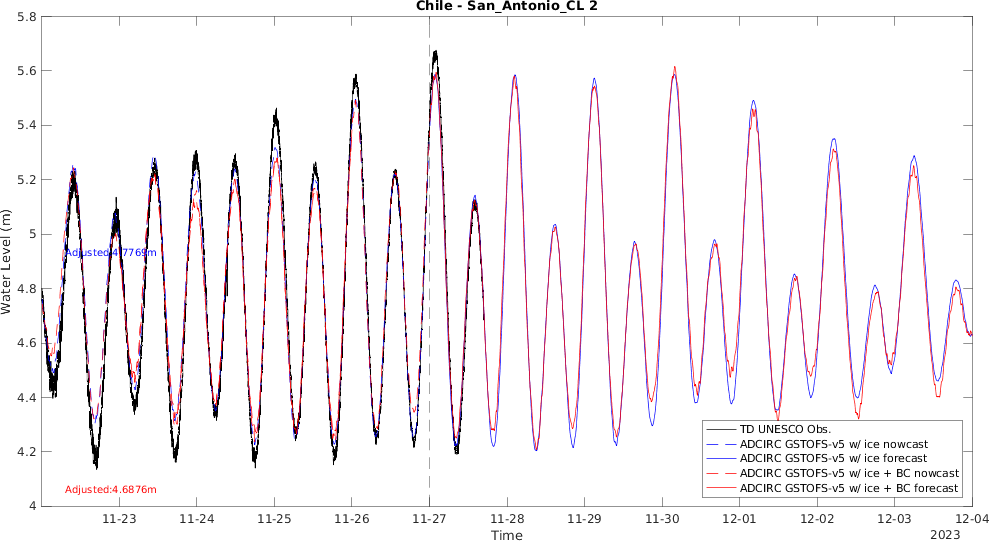 Chile - San_Antonio_CL 2
Water Level (m)
5.8
5.6
5.4
5.2
5
4.8
4.6
4.4
4.2
4
Adjusted:4.7769m
Adjusted:4.6876m
TD UNESCO Obs.
ADCIRC GSTOFS-v5 w/ ice nowcast
ADCIRC GSTOFS-v5 w/ ice forecast
ADCIRC GSTOFS-v5 w/ ice + BC nowcast
ADCIRC GSTOFS-v5 w/ ice + BC forecast
11-23 11-24 11-25 11-26 11-27 11-28 11-29 11-30 12-01 12-02 12-03 12-04
Time
2023